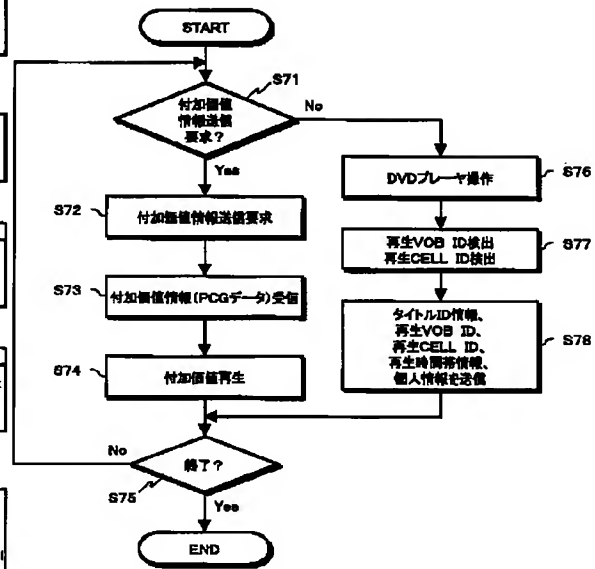 START
S71
付加価値
情報送信
要求？
No
Yes
S72
付加価値情報送信要求
S73
付加価値情報(PCGデータ)受信
S74
付加価値再生
DVDプレーヤ操作
S76
再生VOB ID検出
再生CELL ID検出
S77
タイトルID情報、
再生VOB ID、
再生CELL ID、
再生時間帯情報、
個人情報を送信
S78
No
終了？
S75
Yes
END